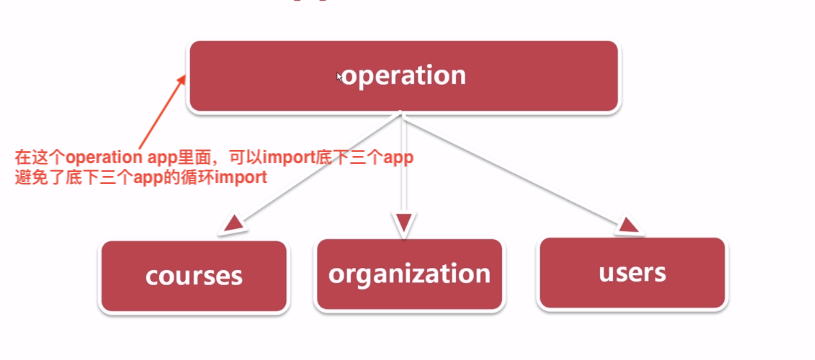 operation
在这个operation app里面，可以import底下三个app
避免了底下三个app的循环import
courses
organization
users